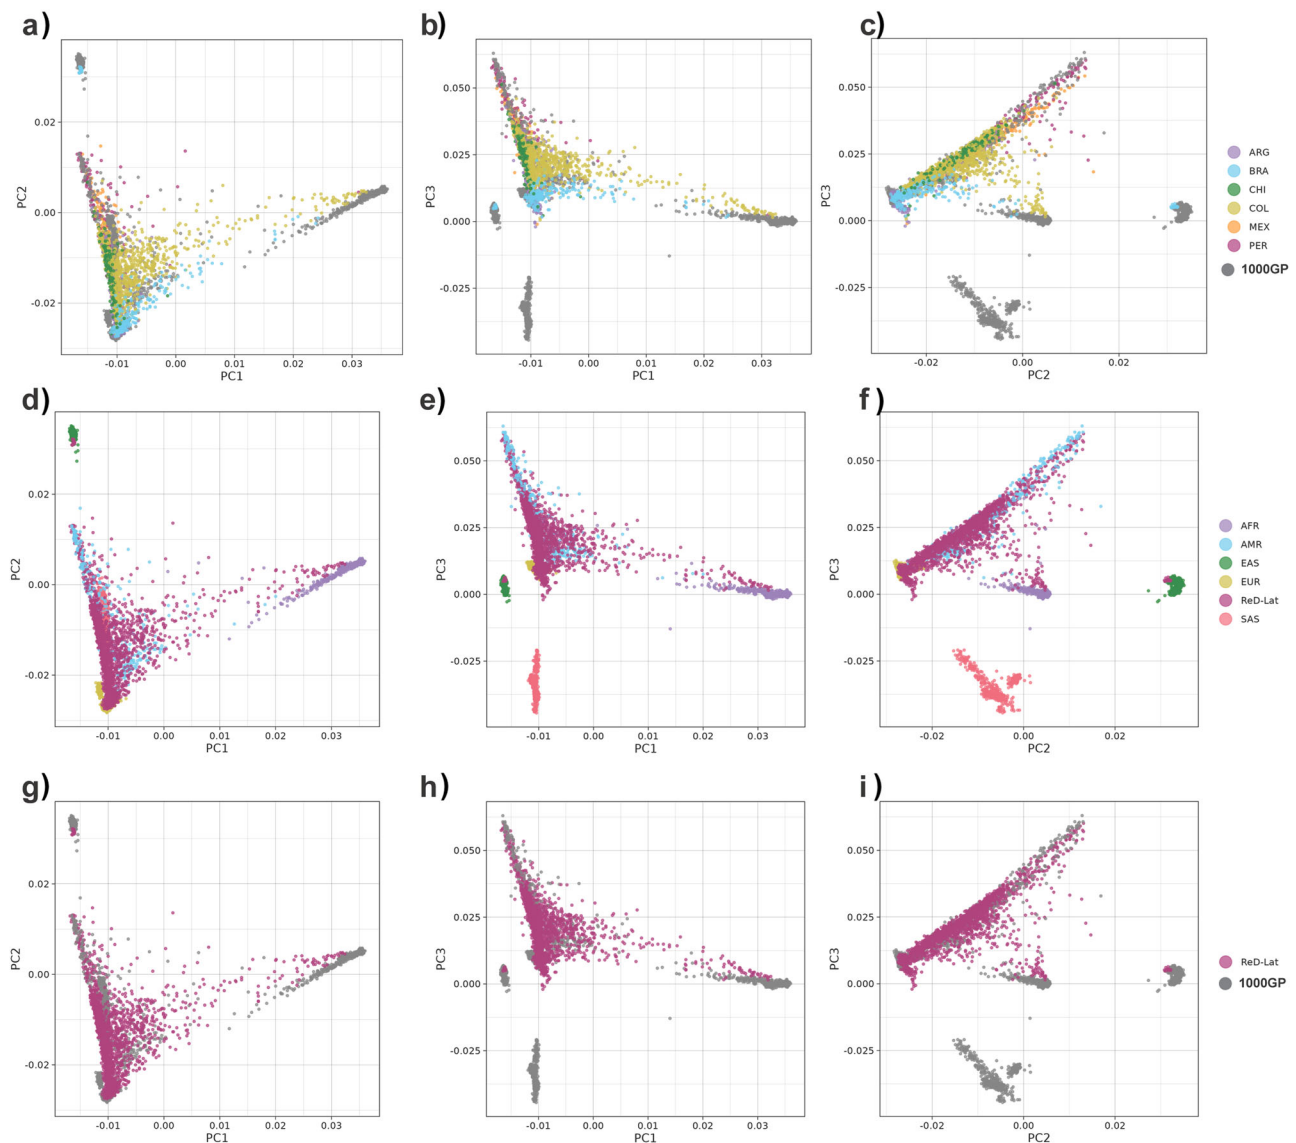 a)
b)
c)
0.02
0.00
-0.02
PC2
-0.01
0.00
0.01
0.02
0.03
PC1
0.050
0.025
0.000
-0.025
PC3
-0.01
0.00
0.01
0.02
0.03
PC1
0.050
0.025
0.000
-0.025
PC3
-0.02
0.00
0.02
PC2
ARG
BRA
CHI
COL
MEX
PER
1000GP
d)
e)
f)
0.02
0.00
-0.02
PC2
-0.01
0.00
0.01
0.02
0.03
PC1
0.050
0.025
0.000
-0.025
PC3
-0.01
0.00
0.01
0.02
0.03
PC1
0.050
0.025
0.000
-0.025
PC3
-0.02
0.00
0.02
PC2
AFR
AMR
EAS
EUR
ReD-Lat
SAS
g)
h)
i)
0.02
0.00
-0.02
PC2
-0.01
0.00
0.01
0.02
0.03
PC1
0.050
0.025
0.000
-0.025
PC3
-0.01
0.00
0.01
0.02
0.03
PC1
0.050
0.025
0.000
-0.025
PC3
-0.02
0.00
0.02
PC2
ReD-Lat
1000GP